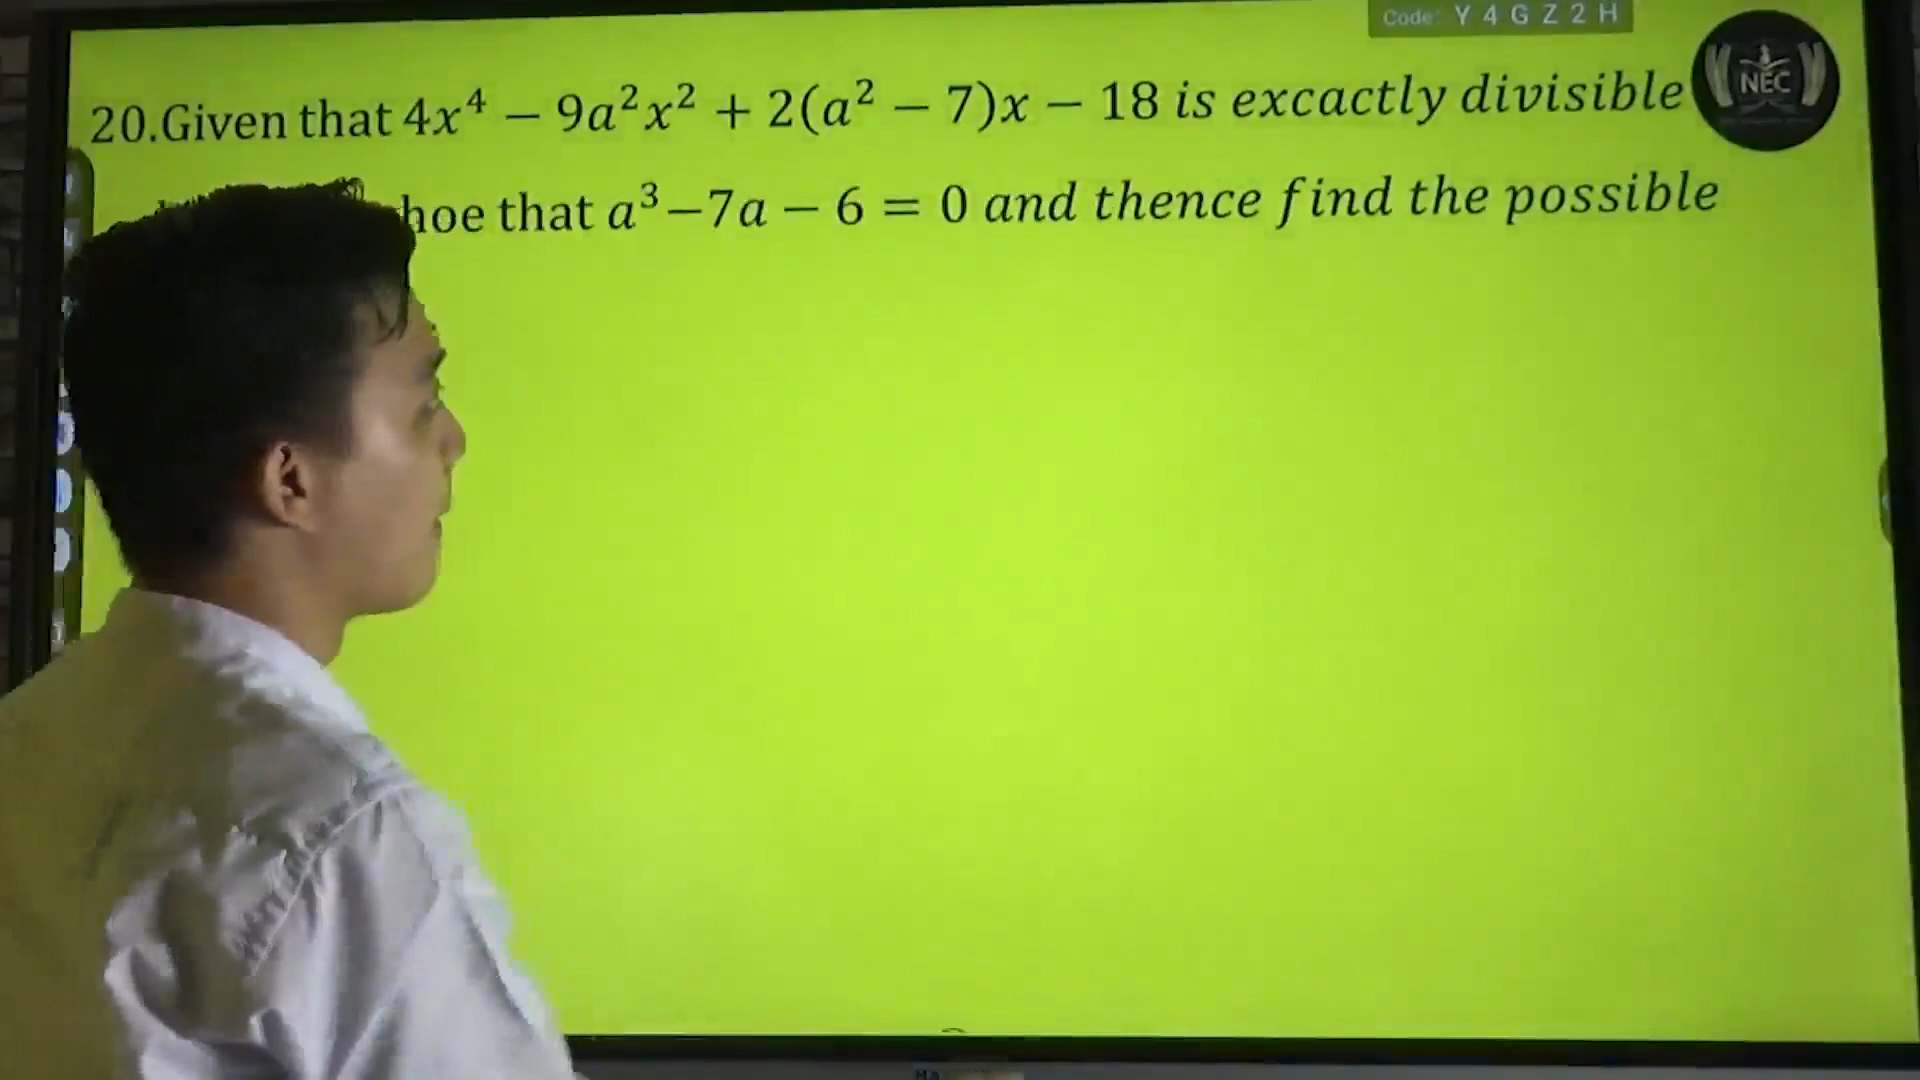 Code: Y 4 G Z 2 H
NEC
20.Given that 4x⁴ − 9a²x² + 2(a² − 7)x − 18 is excactly divisible
hoe that a³−7a − 6 = 0 and thence find the possible